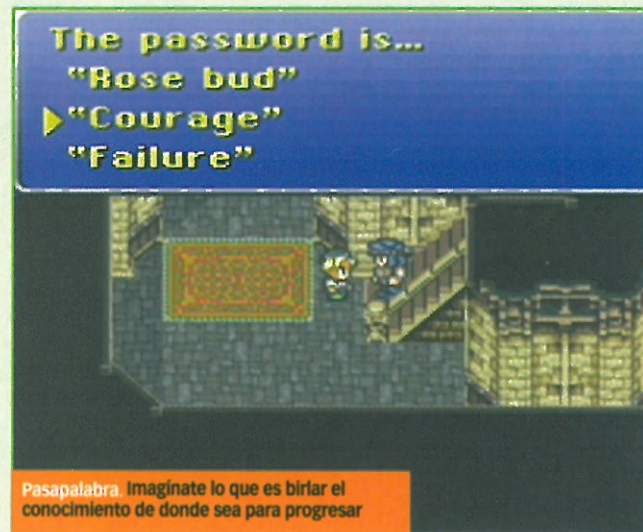 The password is...
"Rose bud"
"Courage"
"Failure"
Pasapalabra. Imagínate lo que es birlar el
conocimiento de donde sea para progresar